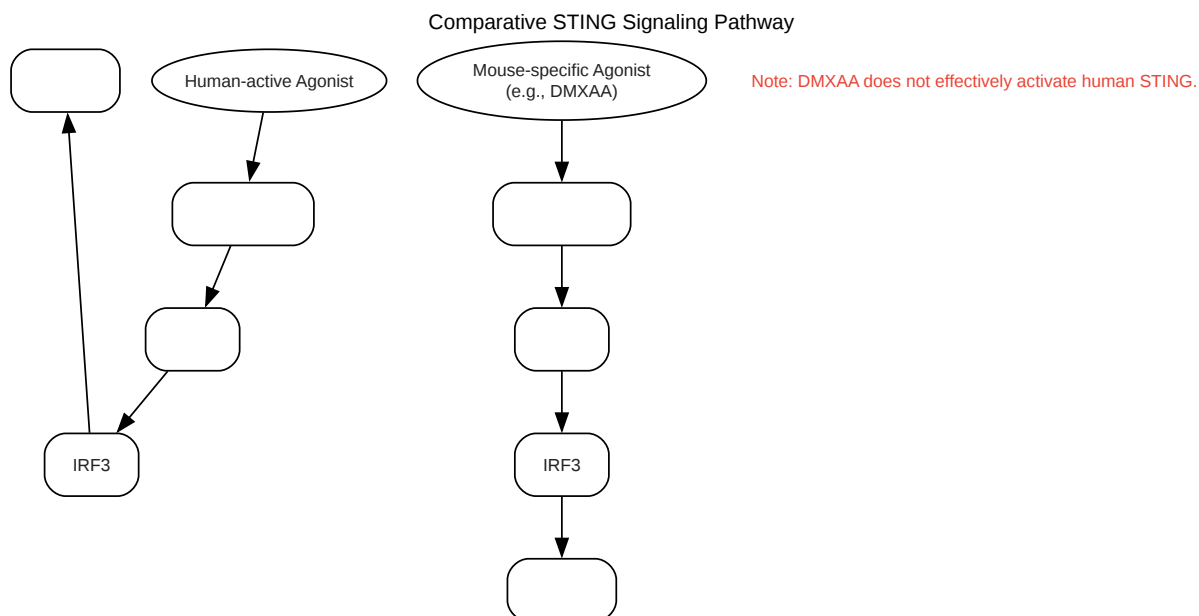 Comparative STING Signaling Pathway
Human-active Agonist
Mouse-specific Agonist
(e.g., DMXAA)
Note: DMXAA does not effectively activate human STING.
IRF3
IRF3